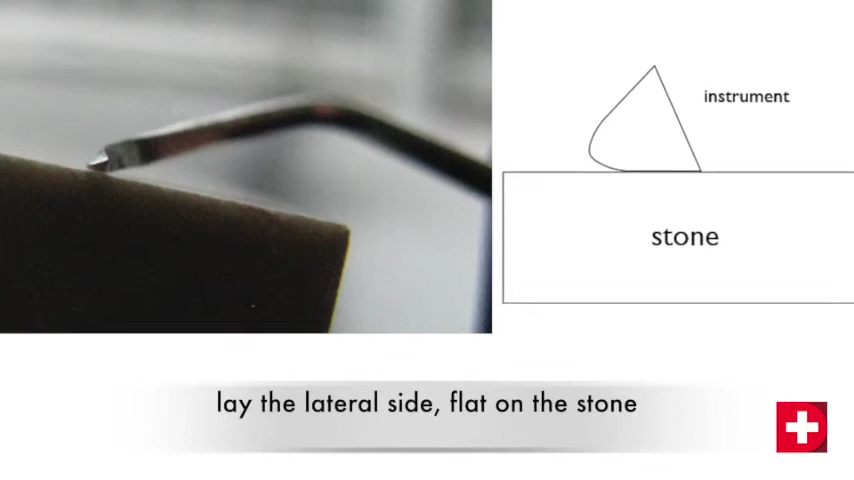 instrument
stone
lay the lateral side, flat on the stone